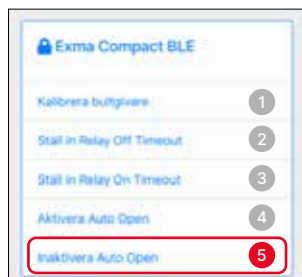 Exma Compact BLE
Kalibrera bultgivare 1
Ställ in Relay Off Timeout 2
Ställ in Relay On Timeout 3
Aktivera Auto Open 4
Inaktivera Auto Open 5